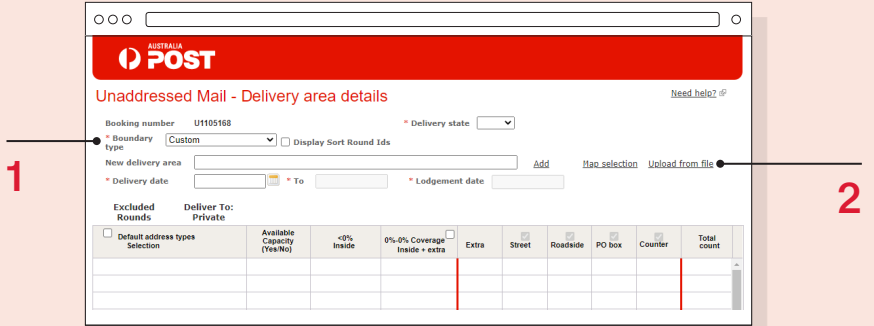 AUSTRALIA
POST
Unaddressed Mail - Delivery area details
Need help?
Booking number U1105168 * Delivery state
* Boundary type Custom Display Sort Round Ids
New delivery area Add Map selection Upload from file
* Delivery date * To * Lodgement date
1
2
Excluded Rounds Deliver To: Private
Default address types Selection
Available Capacity (Yes/No)
<0% Inside
0%-0% Coverage Inside + extra
Extra
Street
Roadside
PO box
Counter
Total count